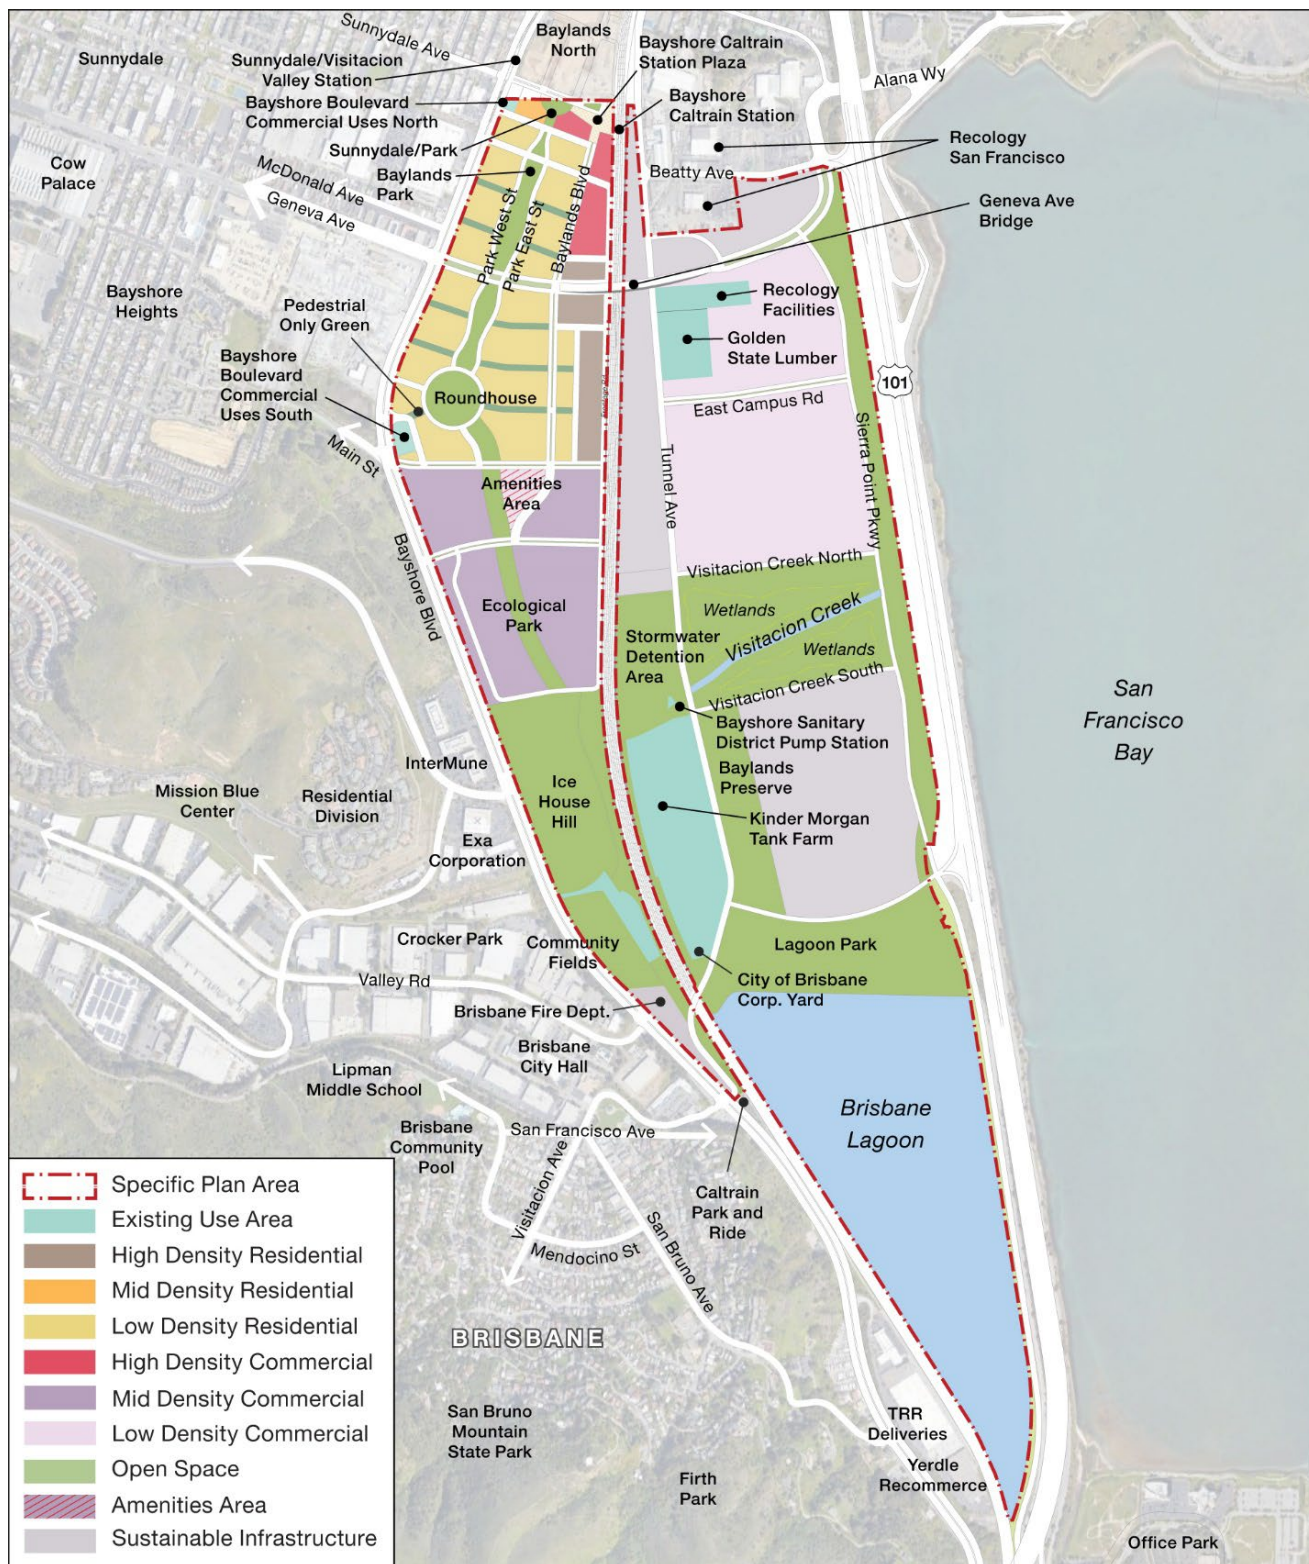 Sunnydale Ave
Baylands
North
Bayshore Caltrain
Station Plaza
Sunnydale
Sunnydale/Visitacion
Valley Station
Alana Wy
Bayshore Boulevard
Commercial Uses North
Bayshore
Caltrain Station
Sunnydale/Park
Recology
San Francisco
Cow
Palace
McDonald Ave
Baylands
Park
Beatty Ave
Geneva Ave
Park West St
Park East St
Baylands Blvd
Geneva Ave
Bridge
Bayshore
Heights
Pedestrial
Only Green
Recology
Facilities
Golden
State Lumber
Bayshore
Boulevard
Commercial
Uses South
101
Roundhouse
East Campus Rd
Main St
Tunnel Ave
Sierra Point Pkwy
Amenities
Area
Bayshore Blvd
Visitacion Creek North
Ecological
Park
Wetlands
Visitacion Creek
Stormwater
Detention
Area
Wetlands
Visitacion Creek South
San
Francisco
Bay
Bayshore Sanitary
District Pump Station
InterMune
Baylands
Preserve
Ice
House
Hill
Mission Blue
Center
Residential
Division
Kinder Morgan
Tank Farm
Exa
Corporation
Crocker Park
Community
Fields
Lagoon Park
Valley Rd
City of Brisbane
Corp. Yard
Brisbane Fire Dept.
Brisbane
City Hall
Lipman
Middle School
Brisbane
Lagoon
Brisbane
Community
Pool
San Francisco Ave
Visitacion Ave
Caltrain
Park and
Ride
Mendocino St
San Bruno Ave
BRISBANE
San Bruno
Mountain
State Park
TRR
Deliveries
Yerdle
Recommerce
Firth
Park
Office Park
Specific Plan Area
Existing Use Area
High Density Residential
Mid Density Residential
Low Density Residential
High Density Commercial
Mid Density Commercial
Low Density Commercial
Open Space
Amenities Area
Sustainable Infrastructure